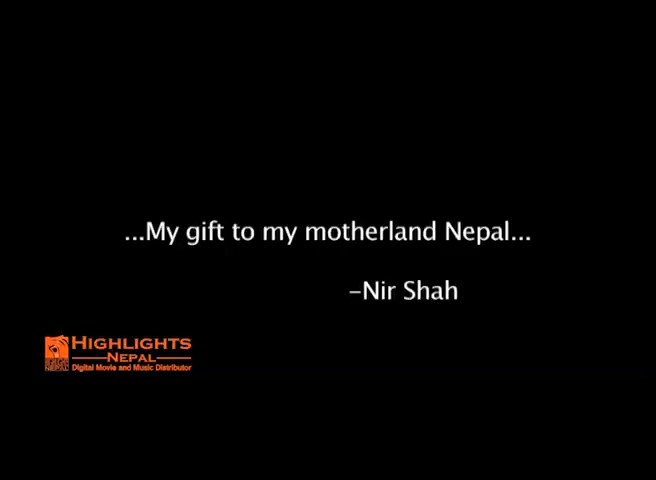 ...My gift to my motherland Nepal...
-Nir Shah
HIGHLIGHTS
NEPAL
Digital Movie and Music Distributor